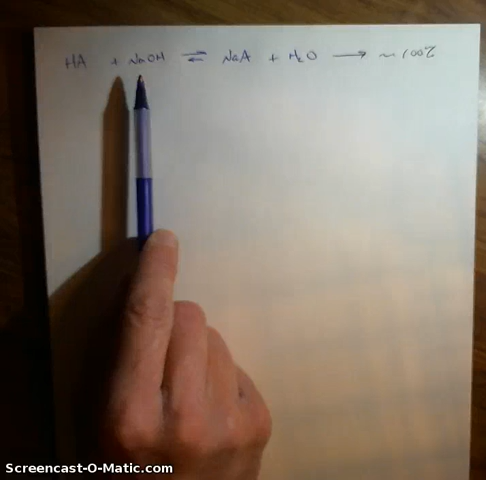 HA + NaOH ⇌ NaA + H₂O ⟶ ~100%
Screencast-O-Matic.com